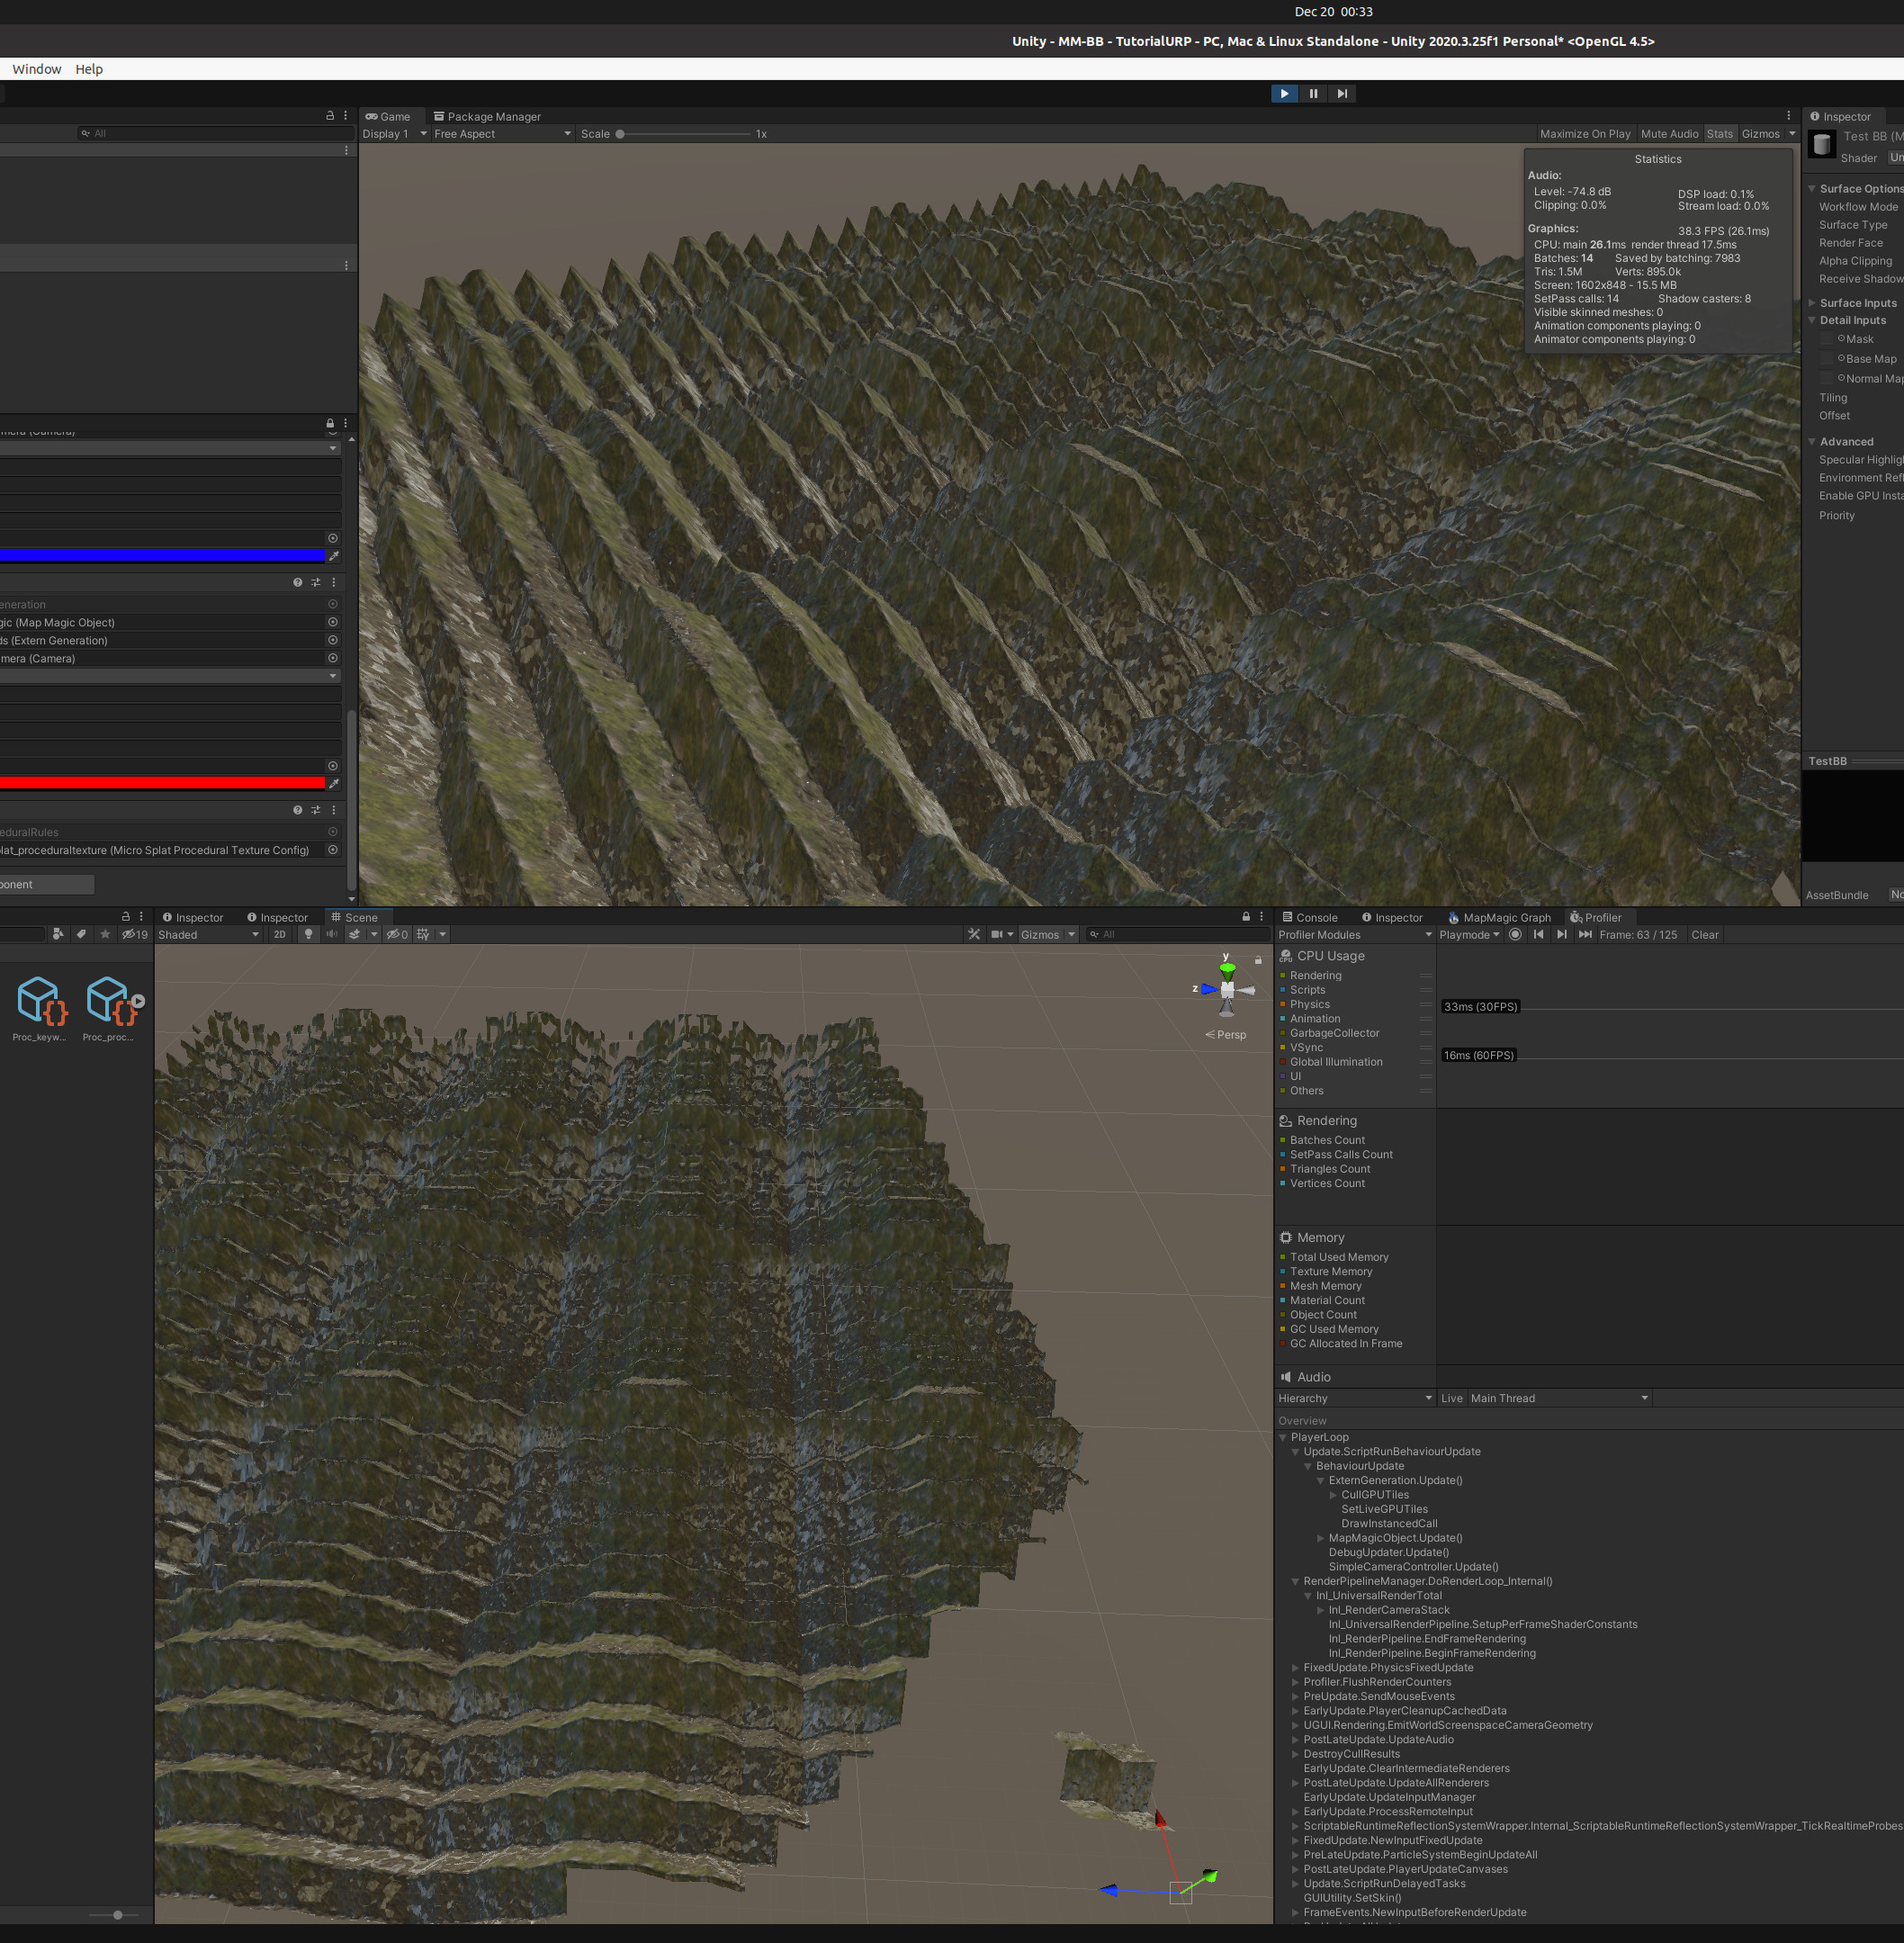 Dec 20 00:33
Unity - MM-BB - TutorialURP - PC, Mac & Linux Standalone - Unity 2020.3.25f1 Personal* <OpenGL 4.5>
Window Help
All
Game Package Manager
Display 1 Free Aspect Scale 1x Maximize On Play Mute Audio Stats Gizmos
Statistics
Audio:
Level: -74.8 dB DSP load: 0.1%
Clipping: 0.0% Stream load: 0.0%
Graphics: 38.3 FPS (26.1ms)
CPU: main 26.1ms render thread 17.5ms
Batches: 14 Saved by batching: 7983
Tris: 1.5M Verts: 895.0k
Screen: 1602x848 - 15.5 MB
SetPass calls: 14 Shadow casters: 8
Visible skinned meshes: 0
Animation components playing: 0
Animator components playing: 0
Inspector
Test BB (M
Shader Un
Surface Options
Workflow Mode
Surface Type
Render Face
Alpha Clipping
Receive Shadow
Surface Inputs
Detail Inputs
Mask
Base Map
Normal Map
Tiling
Offset
Advanced
Specular Highlig
Environment Refl
Enable GPU Insta
Priority
TestBB
AssetBundle No
mera (Camera)
eneration
gic (Map Magic Object)
ds (Extern Generation)
mera (Camera)
eduralRules
plat_proceduraltexture (Micro Splat Procedural Texture Config)
ponent
19
Proc_keyw... Proc_proc...
Inspector Inspector Scene
Shaded 2D 0 Gizmos All
y
z
Persp
Console Inspector MapMagic Graph Profiler
Profiler Modules Playmode Frame: 63 / 125 Clear
CPU Usage
Rendering
Scripts
Physics
Animation
GarbageCollector
VSync
Global Illumination
UI
Others
33ms (30FPS)
16ms (60FPS)
Rendering
Batches Count
SetPass Calls Count
Triangles Count
Vertices Count
Memory
Total Used Memory
Texture Memory
Mesh Memory
Material Count
Object Count
GC Used Memory
GC Allocated In Frame
Audio
Hierarchy Live Main Thread
Overview
PlayerLoop
Update.ScriptRunBehaviourUpdate
BehaviourUpdate
ExternGeneration.Update()
CullGPUTiles
SetLiveGPUTiles
DrawInstancedCall
MapMagicObject.Update()
DebugUpdater.Update()
SimpleCameraController.Update()
RenderPipelineManager.DoRenderLoop_Internal()
Inl_UniversalRenderTotal
Inl_RenderCameraStack
Inl_UniversalRenderPipeline.SetupPerFrameShaderConstants
Inl_RenderPipeline.EndFrameRendering
Inl_RenderPipeline.BeginFrameRendering
FixedUpdate.PhysicsFixedUpdate
Profiler.FlushRenderCounters
PreUpdate.SendMouseEvents
EarlyUpdate.PlayerCleanupCachedData
UGUI.Rendering.EmitWorldScreenspaceCameraGeometry
PostLateUpdate.UpdateAudio
DestroyCullResults
EarlyUpdate.ClearIntermediateRenderers
PostLateUpdate.UpdateAllRenderers
EarlyUpdate.UpdateInputManager
EarlyUpdate.ProcessRemoteInput
ScriptableRuntimeReflectionSystemWrapper.Internal_ScriptableRuntimeReflectionSystemWrapper_TickRealtimeProbes
FixedUpdate.NewInputFixedUpdate
PreLateUpdate.ParticleSystemBeginUpdateAll
PostLateUpdate.PlayerUpdateCanvases
Update.ScriptRunDelayedTasks
GUIUtility.SetSkin()
FrameEvents.NewInputBeforeRenderUpdate